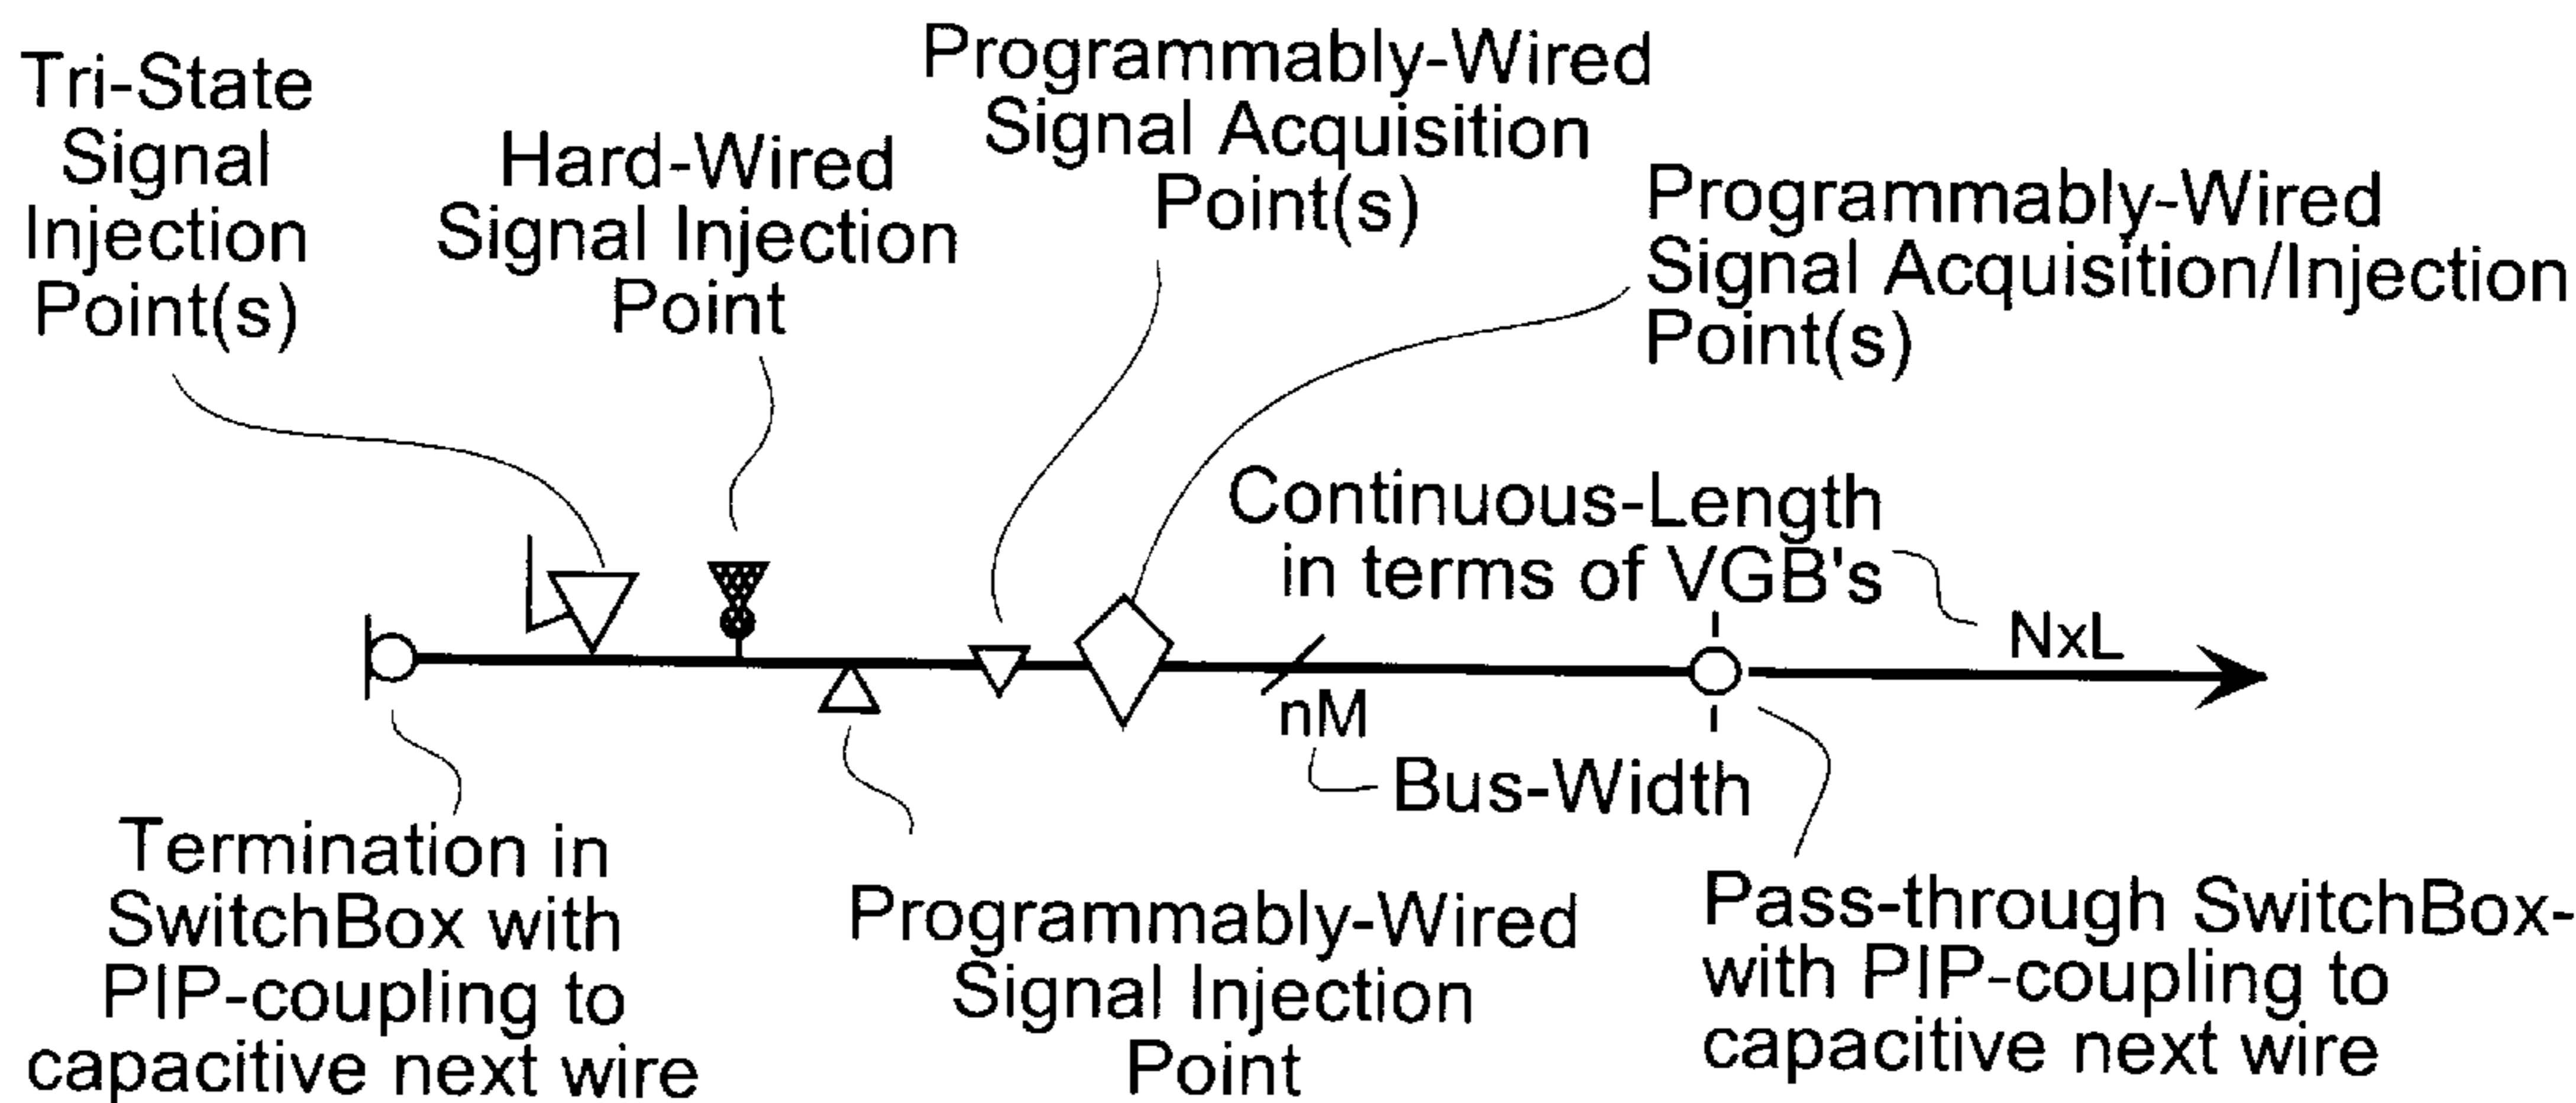 Tri-State
Signal
Injection
Point(s)
Hard-Wired
Signal Injection
Point
Programmably-Wired
Signal Acquisition
Point(s)
Programmably-Wired
Signal Acquisition/Injection
Point(s)
Continuous-Length
in terms of VGB's
NxL
nM
Bus-Width
Termination in
SwitchBox with
PIP-coupling to
capacitive next wire
Programmably-Wired
Signal Injection
Point
Pass-through SwitchBox-
with PIP-coupling to
capacitive next wire